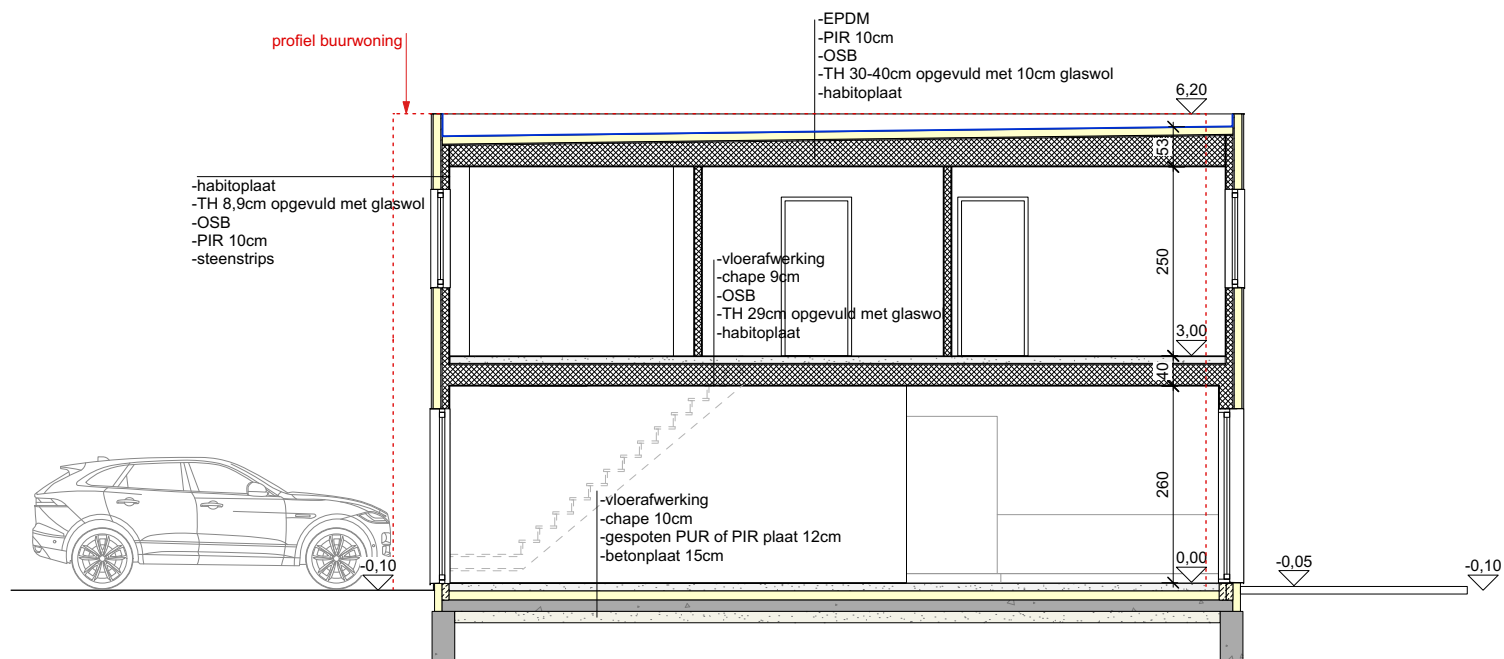 -EPDM
-PIR 10cm
-OSB
-TH 30-40cm opgevuld met 10cm glaswol
-habitoplaat
profiel buurwoning
6,20
53
-habitoplaat
-TH 8,9cm opgevuld met glaswol
-OSB
-PIR 10cm
-steenstrips
250
-vloerafwerking
-chape 9cm
-OSB
-TH 29cm opgevuld met glaswol
-habitoplaat
3,00
40
260
-vloerafwerking
-chape 10cm
-gespoten PUR of PIR plaat 12cm
-betonplaat 15cm
-0,10
0,00
-0,05
-0,10